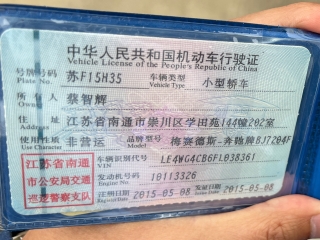 中华人民共和国机动车行驶证
Vehicle License of the People's Republic of China
号牌号码 苏F15H35 车辆类型 小型轿车
Plate No. Vehicle Type
所有人 蔡智辉
Owner
住址 江苏省南通市崇川区学田苑144幢202室
Address
使用性质 非营运 品牌型号 梅赛德斯-奔驰牌BJ7204F
Use Character Model
江苏省南通
市公安局交通
巡逻警察支队
车辆识别代号 LE4WG4CB6FL038361
VIN
发动机号码 10113326
Engine No.
注册日期 2015-05-08 发证日期 2015-05-08
Register Date Issue Date